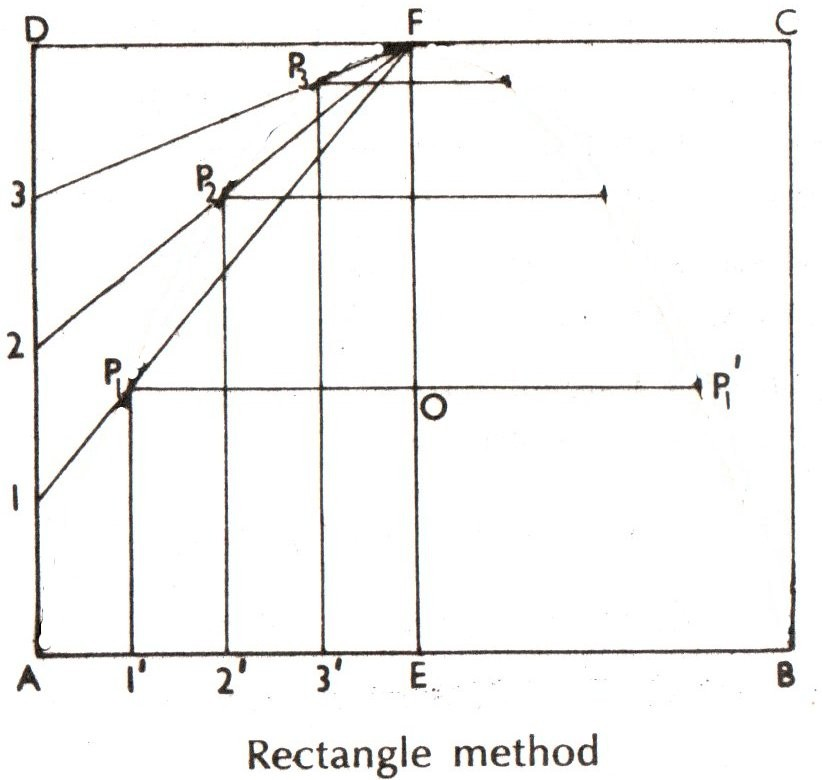 D F C
P3
3 P2
2
P1 P1'
O
1
A 1' 2' 3' E B
Rectangle method